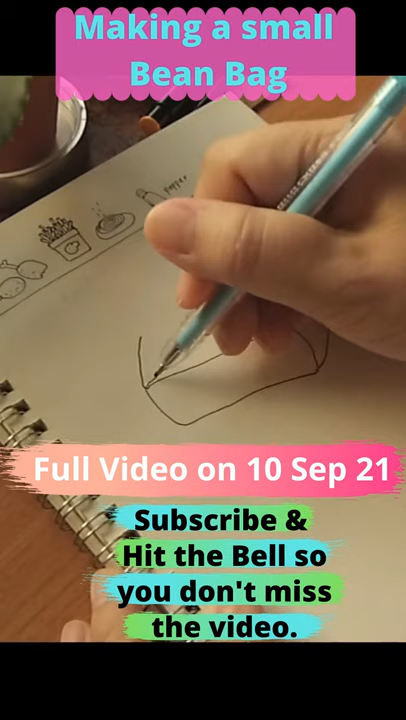 Making a small
Bean Bag
Pepper
Full Video on 10 Sep 21
Subscribe &
Hit the Bell so
you don't miss
the video.